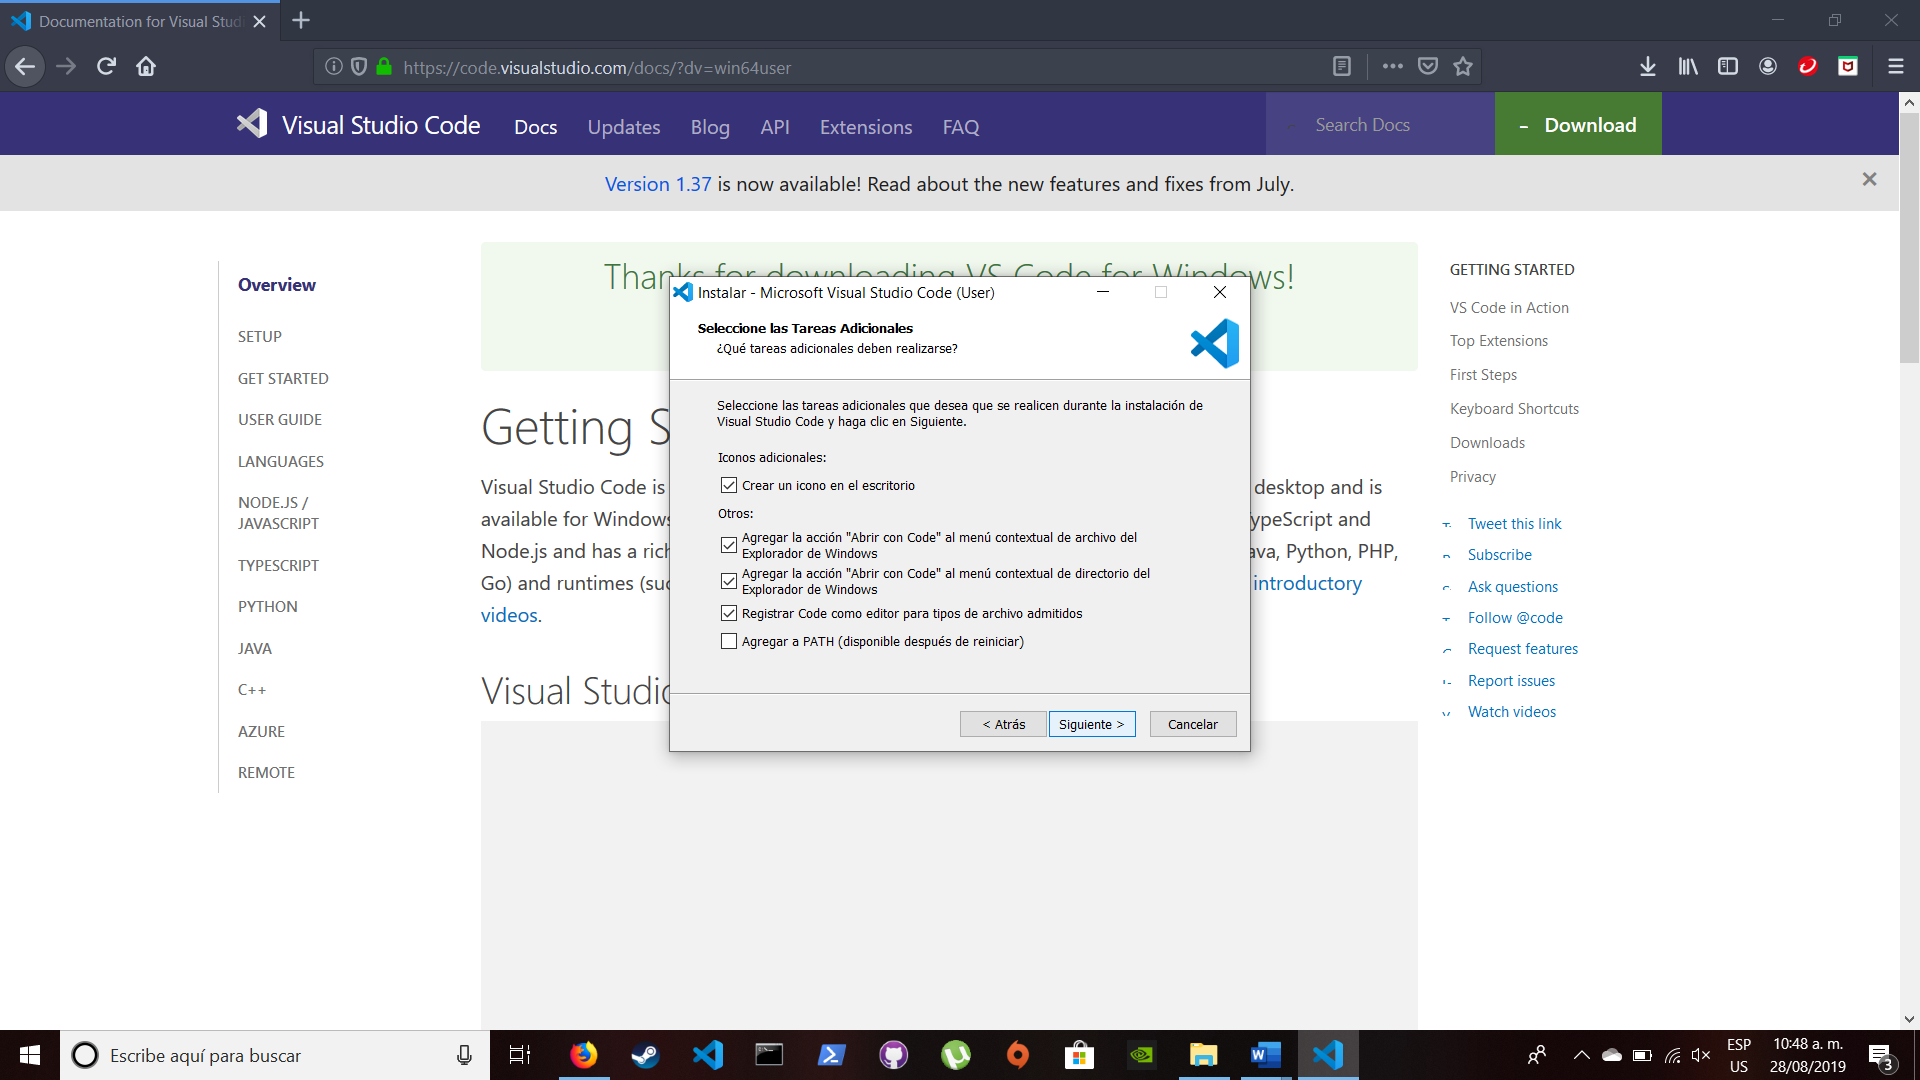 Documentation for Visual Stud
https://code.visualstudio.com/docs/?dv=win64user
Visual Studio Code
Docs
Updates
Blog
API
Extensions
FAQ
Search Docs
Download
Version 1.37 is now available! Read about the new features and fixes from July.
Overview
SETUP
GET STARTED
USER GUIDE
LANGUAGES
NODE.JS /
JAVASCRIPT
TYPESCRIPT
PYTHON
JAVA
C++
AZURE
REMOTE
Thanks for downloading VS Code for Windows!
Getting S
Visual Studio Code is
desktop and is
available for Windows
ypeScript and
Node.js and has a rich
ava, Python, PHP,
Go) and runtimes (suc
introductory
videos.
Visual Studio
Instalar - Microsoft Visual Studio Code (User)
Seleccione las Tareas Adicionales
¿Qué tareas adicionales deben realizarse?
Seleccione las tareas adicionales que desea que se realicen durante la instalación de
Visual Studio Code y haga clic en Siguiente.
Iconos adicionales:
Crear un icono en el escritorio
Otros:
Agregar la acción "Abrir con Code" al menú contextual de archivo del
Explorador de Windows
Agregar la acción "Abrir con Code" al menú contextual de directorio del
Explorador de Windows
Registrar Code como editor para tipos de archivo admitidos
Agregar a PATH (disponible después de reiniciar)
< Atrás
Siguiente >
Cancelar
GETTING STARTED
VS Code in Action
Top Extensions
First Steps
Keyboard Shortcuts
Downloads
Privacy
Tweet this link
Subscribe
Ask questions
Follow @code
Request features
Report issues
Watch videos
Escribe aquí para buscar
ESP
US
10:48 a. m.
28/08/2019
3